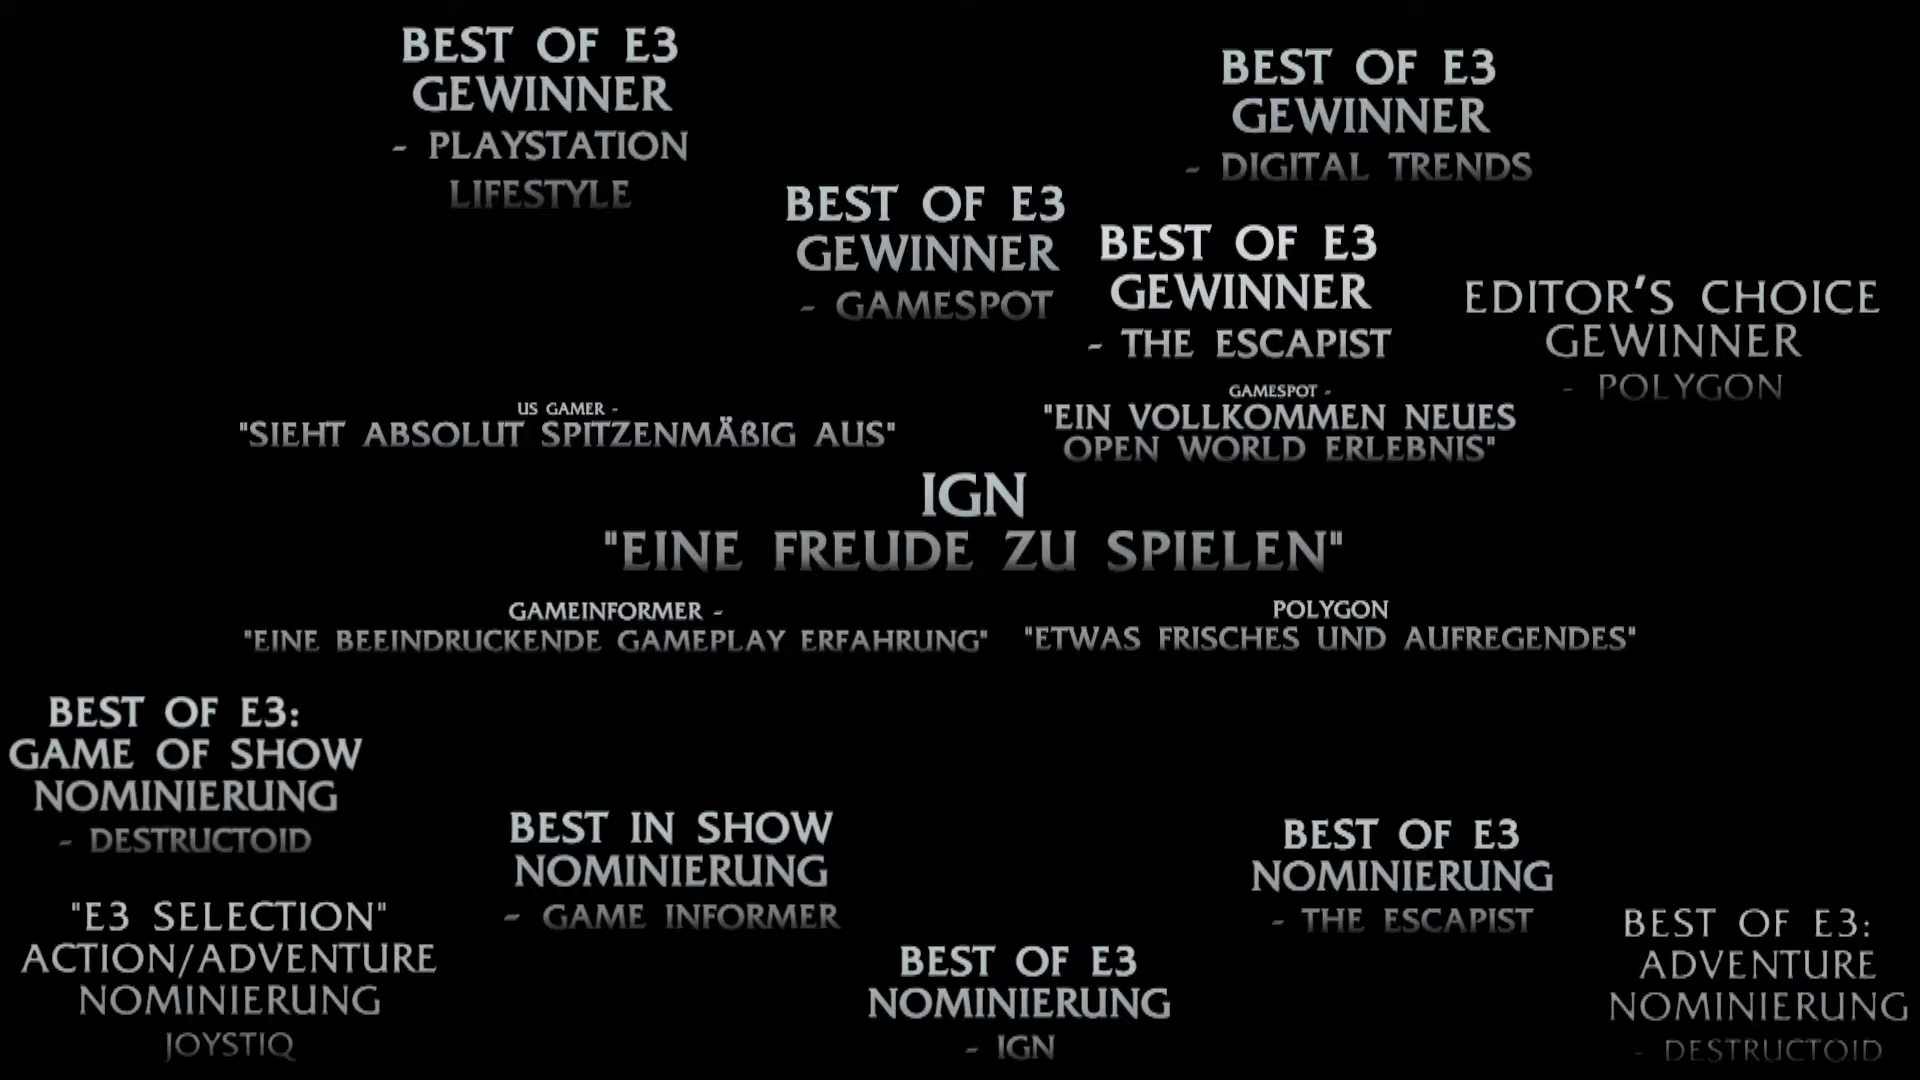 BEST OF E3
GEWINNER
- PLAYSTATION
LIFESTYLE
BEST OF E3
GEWINNER
- DIGITAL TRENDS
BEST OF E3
GEWINNER
- GAMESPOT
BEST OF E3
GEWINNER
- THE ESCAPIST
EDITOR'S CHOICE
GEWINNER
- POLYGON
US GAMER -
"SIEHT ABSOLUT SPITZENMÄßIG AUS"
GAMESPOT -
"EIN VOLLKOMMEN NEUES
OPEN WORLD ERLEBNIS"
IGN
"EINE FREUDE ZU SPIELEN"
GAMEINFORMER -
"EINE BEEINDRUCKENDE GAMEPLAY ERFAHRUNG"
POLYGON
"ETWAS FRISCHES UND AUFREGENDES"
BEST OF E3:
GAME OF SHOW
NOMINIERUNG
- DESTRUCTOID
BEST IN SHOW
NOMINIERUNG
- GAME INFORMER
BEST OF E3
NOMINIERUNG
- THE ESCAPIST
"E3 SELECTION"
ACTION/ADVENTURE
NOMINIERUNG
JOYSTIQ
BEST OF E3
NOMINIERUNG
- IGN
BEST OF E3:
ADVENTURE
NOMINIERUNG
- DESTRUCTOID